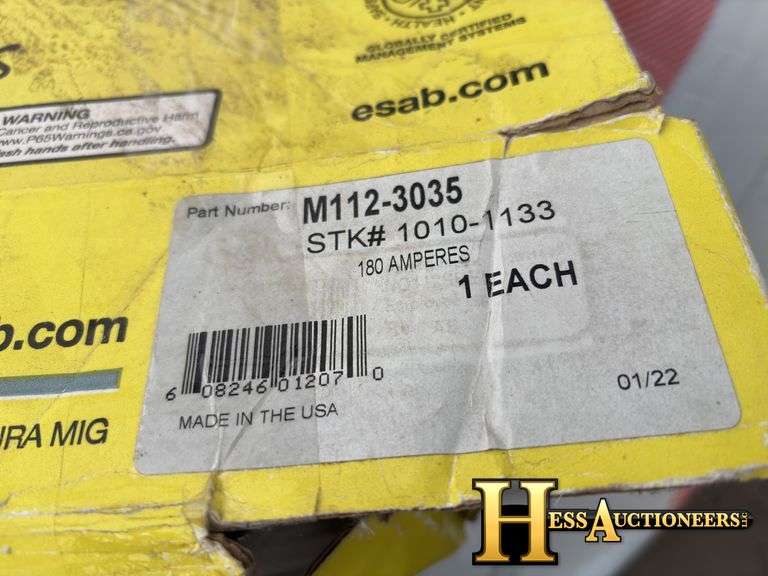 HEALTH
GLOBALLY CERTIFIED
MANAGEMENT SYSTEMS
esab.com
WARNING
Cancer and Reproductive Harm
www.P65Warnings.ca.gov
hands after handling.
Part Number: M112-3035
STK# 1010-1133
180 AMPERES
1 EACH
6 08246 01207 0
MADE IN THE USA
01/22
b.com
URA MIG
HESS AUCTIONEERS LLC